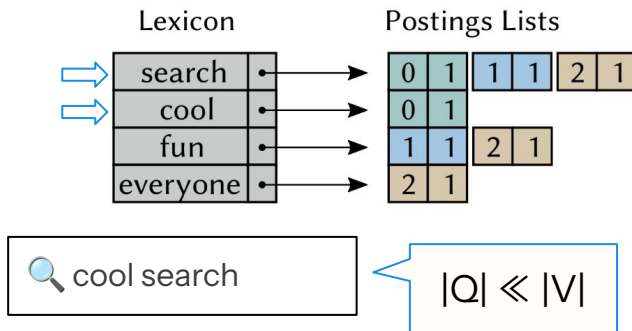 Lexicon Postings Lists
search 0 1 1 1 2 1
cool 0 1
fun 1 1 2 1
everyone 2 1
cool search
|Q| ≪ |V|